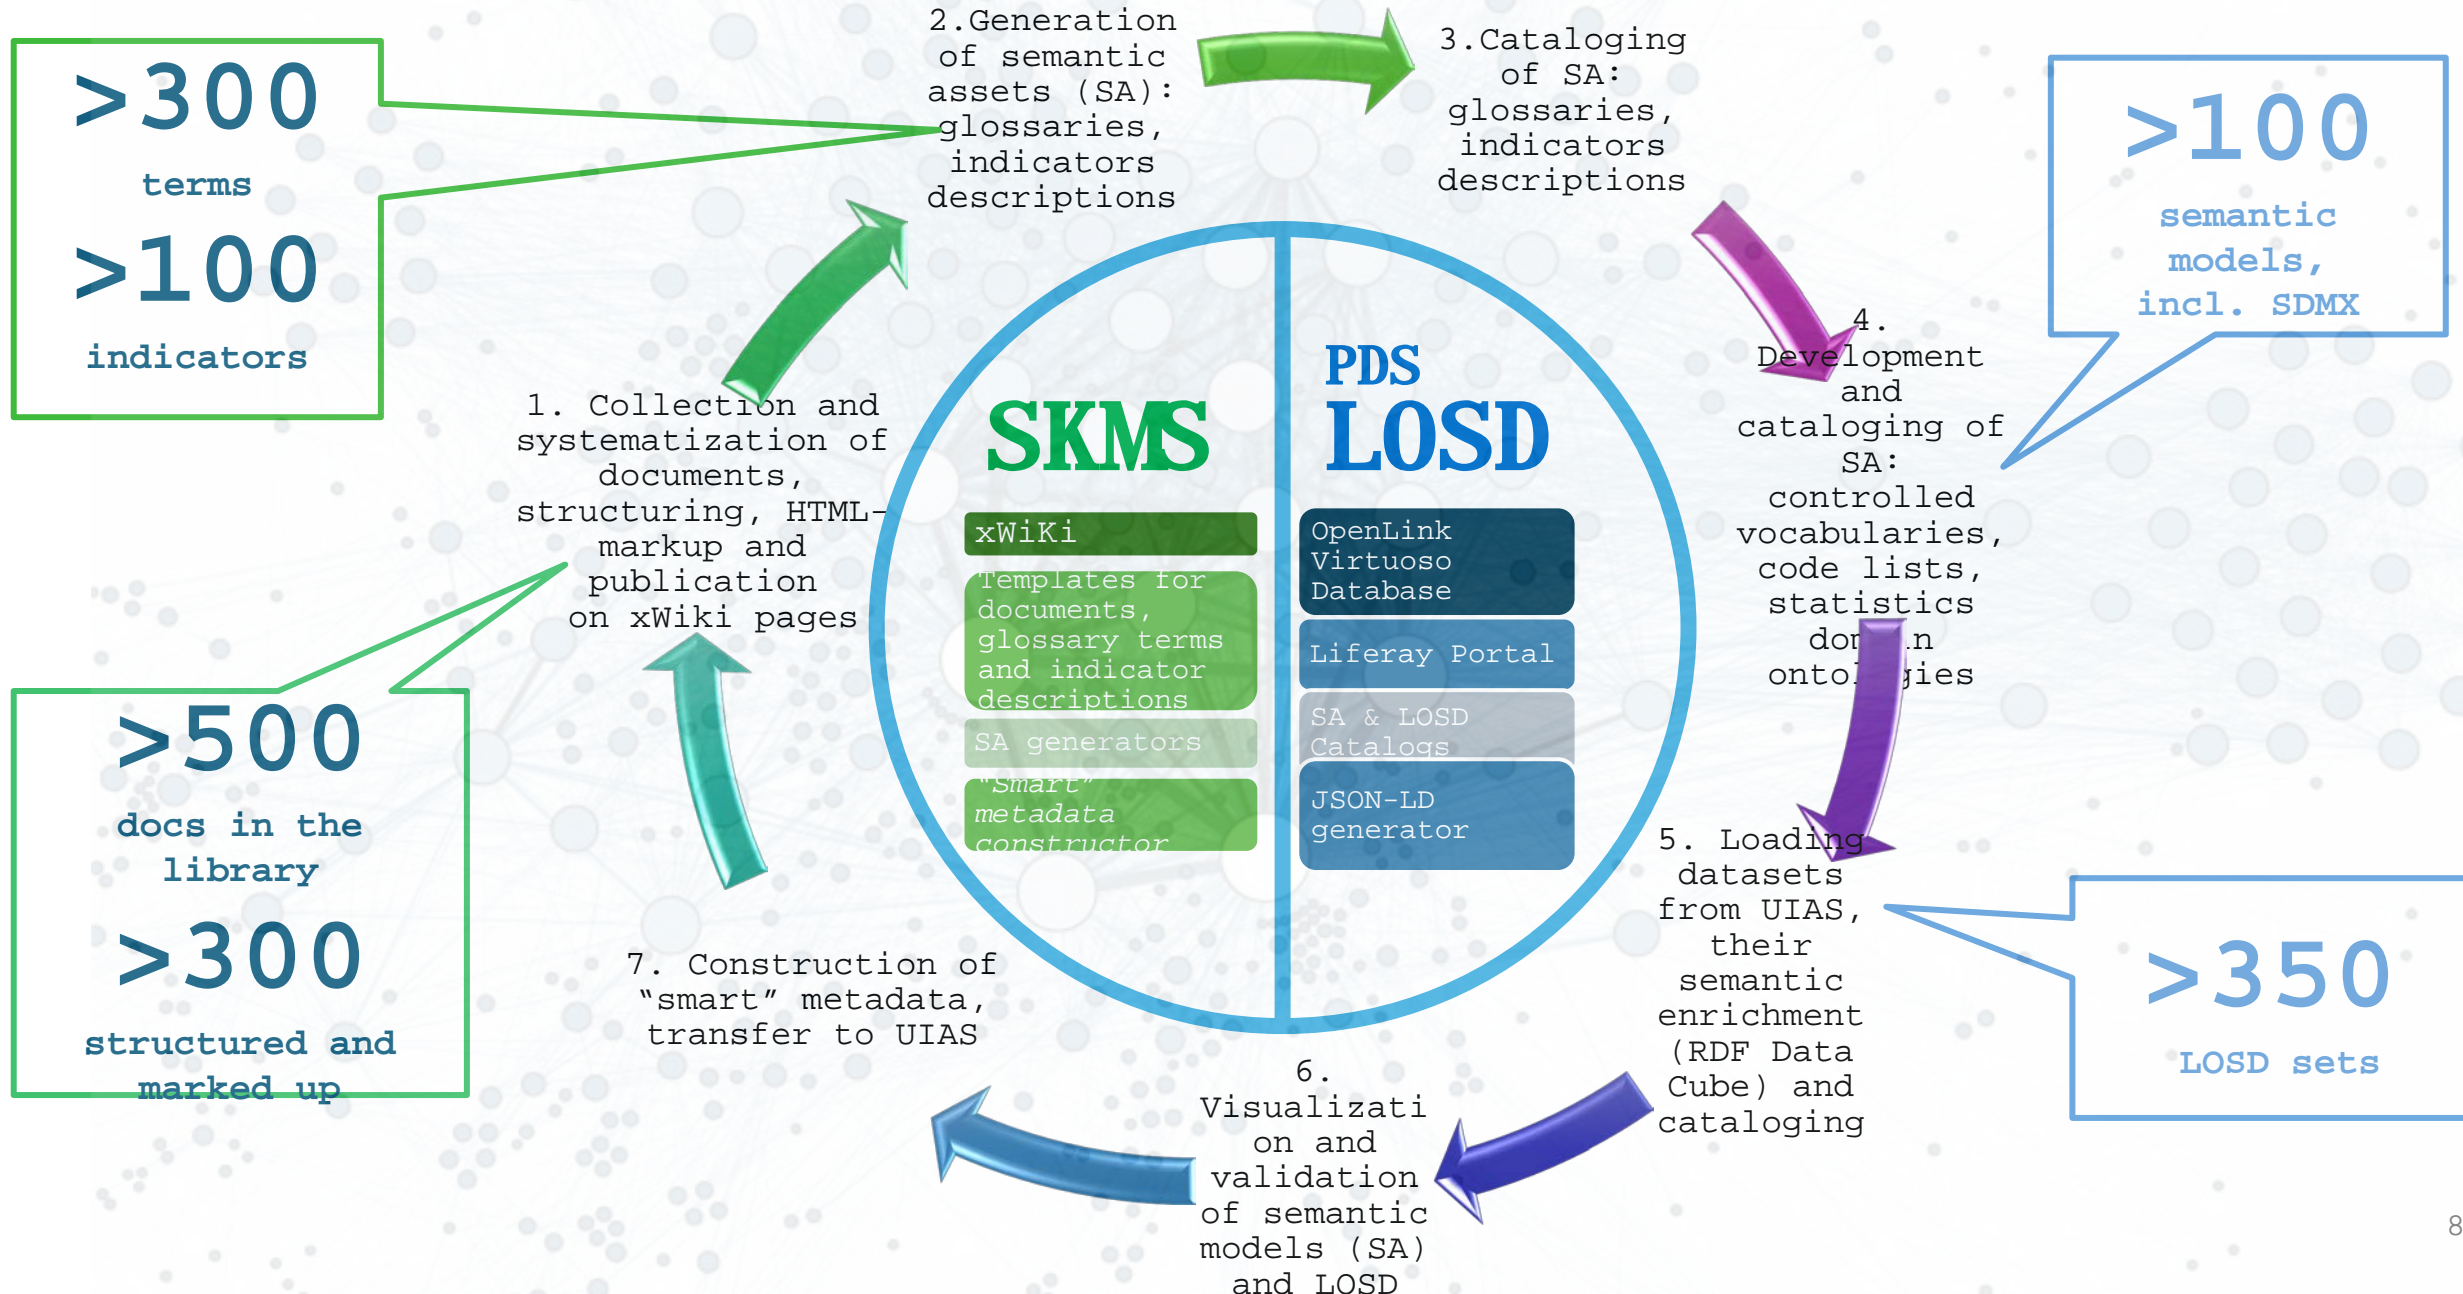 >300
terms
>100
indicators
2.Generation
of semantic
assets (SA):
glossaries,
indicators
descriptions
3.Cataloging
of SA:
glossaries,
indicators
descriptions
>100
semantic
models,
incl. SDMX
1. Collection and
systematization of
documents,
structuring, HTML-
markup and
publication
on xWiki pages
SKMS
xWiKi
Templates for
documents,
glossary terms
and indicator
descriptions
SA generators
"Smart"
metadata
constructor
PDS
LOSD
OpenLink
Virtuoso
Database
Liferay Portal
SA & LOSD
Catalogs
JSON-LD
generator
4.
Development
and
cataloging of
SA:
controlled
vocabularies,
code lists,
statistics
domain
ontologies
>500
docs in the
library
>300
structured and
marked up
5. Loading
datasets
from UIAS,
their
semantic
enrichment
(RDF Data
Cube) and
cataloging
>350
LOSD sets
6.
Visualizati
on and
validation
of semantic
models (SA)
and LOSD
7. Construction of
“smart” metadata,
transfer to UIAS
8